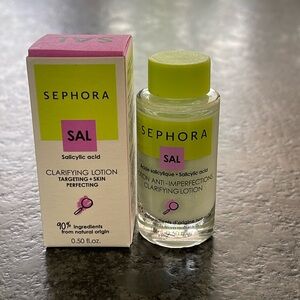 SAL
SEPHORA
SAL
Salicylic acid
CLARIFYING LOTION
TARGETING + SKIN
PERFECTING
90% Ingredients
from natural origin
0.50 fl.oz.
SEPHORA
SAL
Acide salicylique • Salicylic acid
ANTI-IMPERFECTIONS
CLARIFYING LOTION